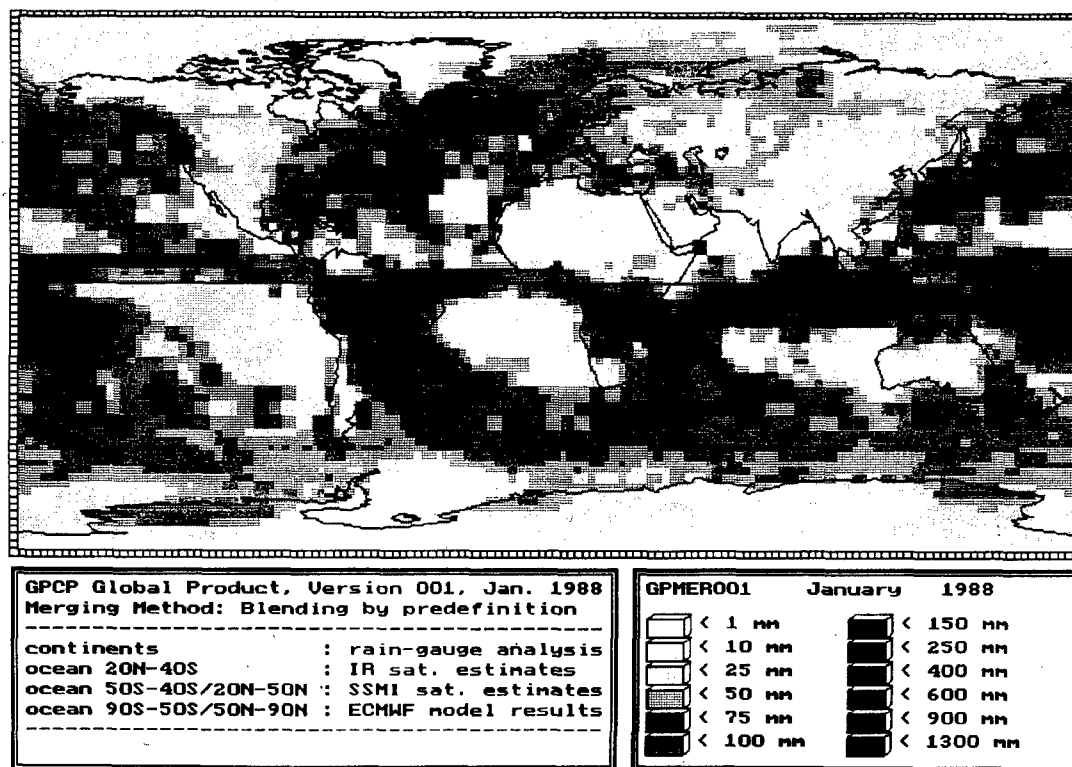 GPCP Global Product, Version 001, Jan. 1988
Merging Method: Blending by predefinition
continents : rain-gauge analysis
ocean 20N-40S : IR sat. estimates
ocean 50S-40S/20N-50N : SSMI sat. estimates
ocean 90S-50S/50N-90N : ECMWF model results
GPMER001 January 1988
< 1 mm < 150 mm
< 10 mm < 250 mm
< 25 mm < 400 mm
< 50 mm < 600 mm
< 75 mm < 900 mm
< 100 mm < 1300 mm